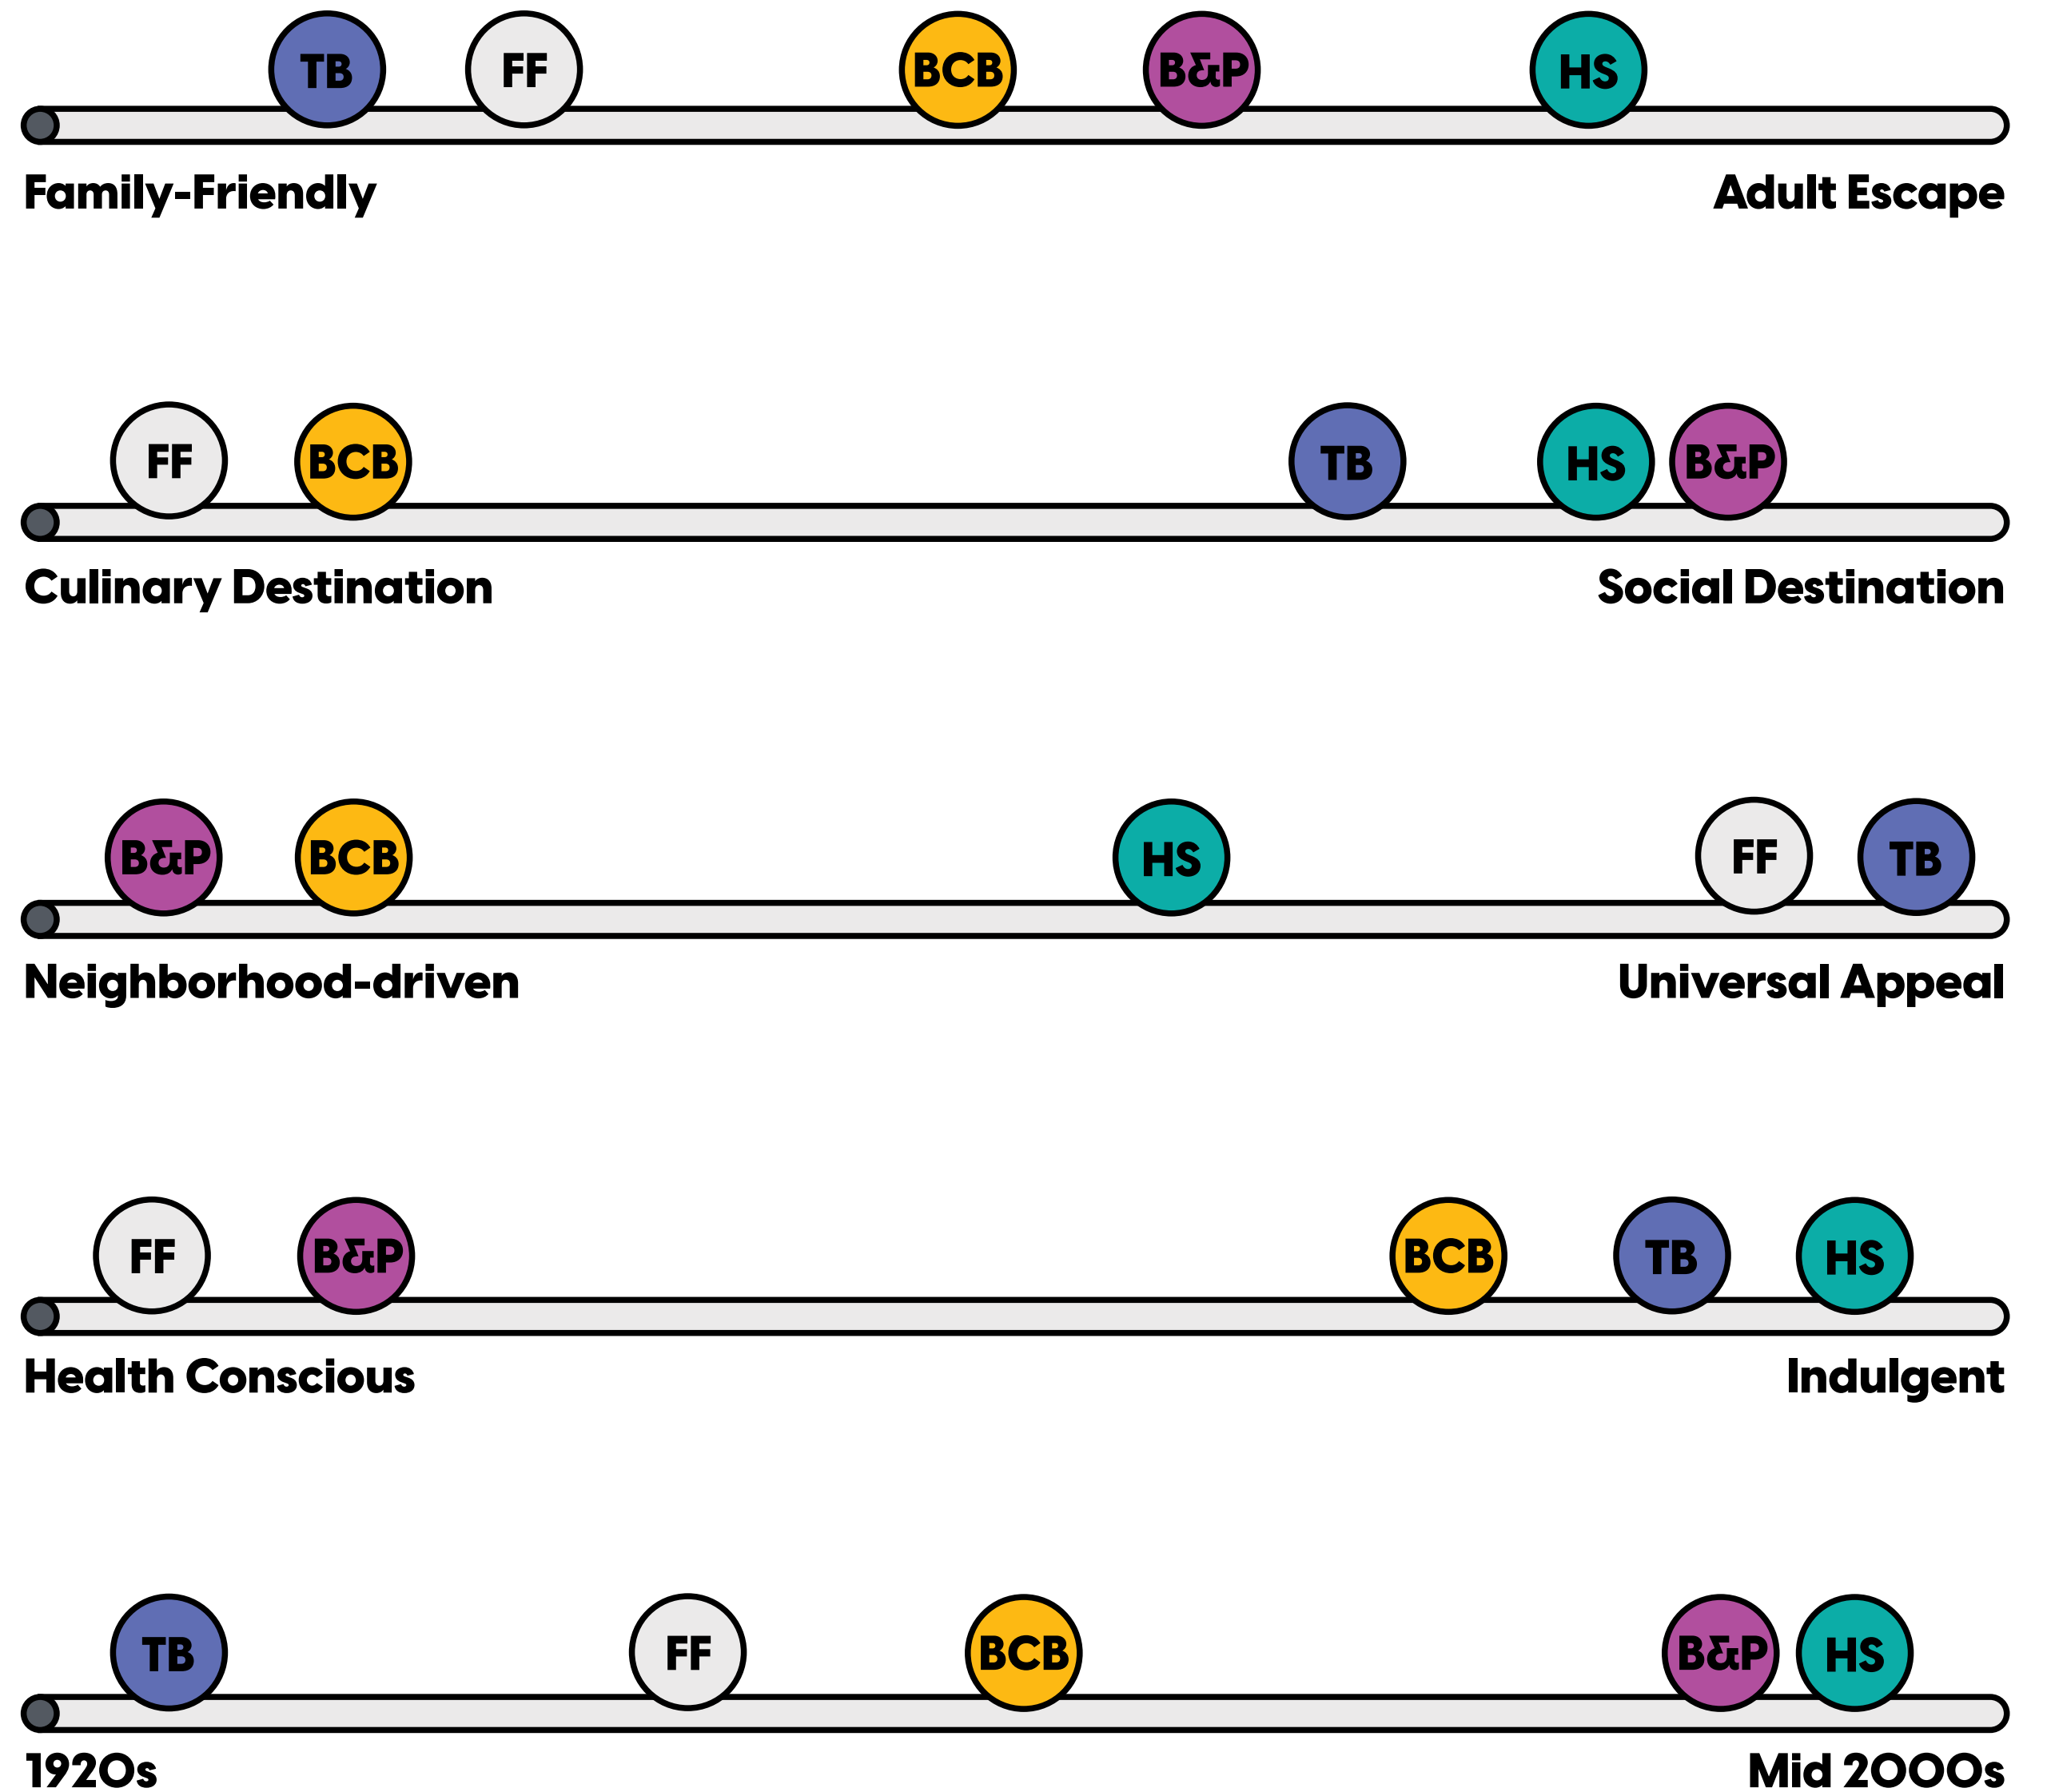 TB FF BCB B&P HS
Family-Friendly Adult Escape
FF BCB TB HS B&P
Culinary Destination Social Destination
B&P BCB HS FF TB
Neighborhood-driven Universal Appeal
FF B&P BCB TB HS
Health Conscious Indulgent
TB FF BCB B&P HS
1920s Mid 2000s